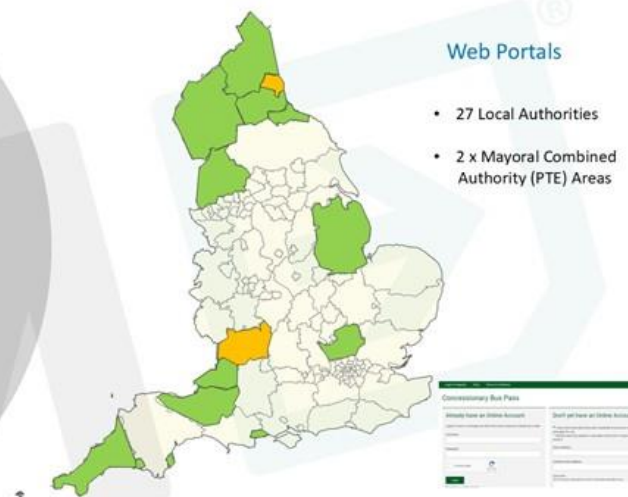 Web Portals
• 27 Local Authorities
• 2 x Mayoral Combined
Authority (PTE) Areas
Concessionary Bus Pass
Already have an Online Account
Don't yet have an Online Accou